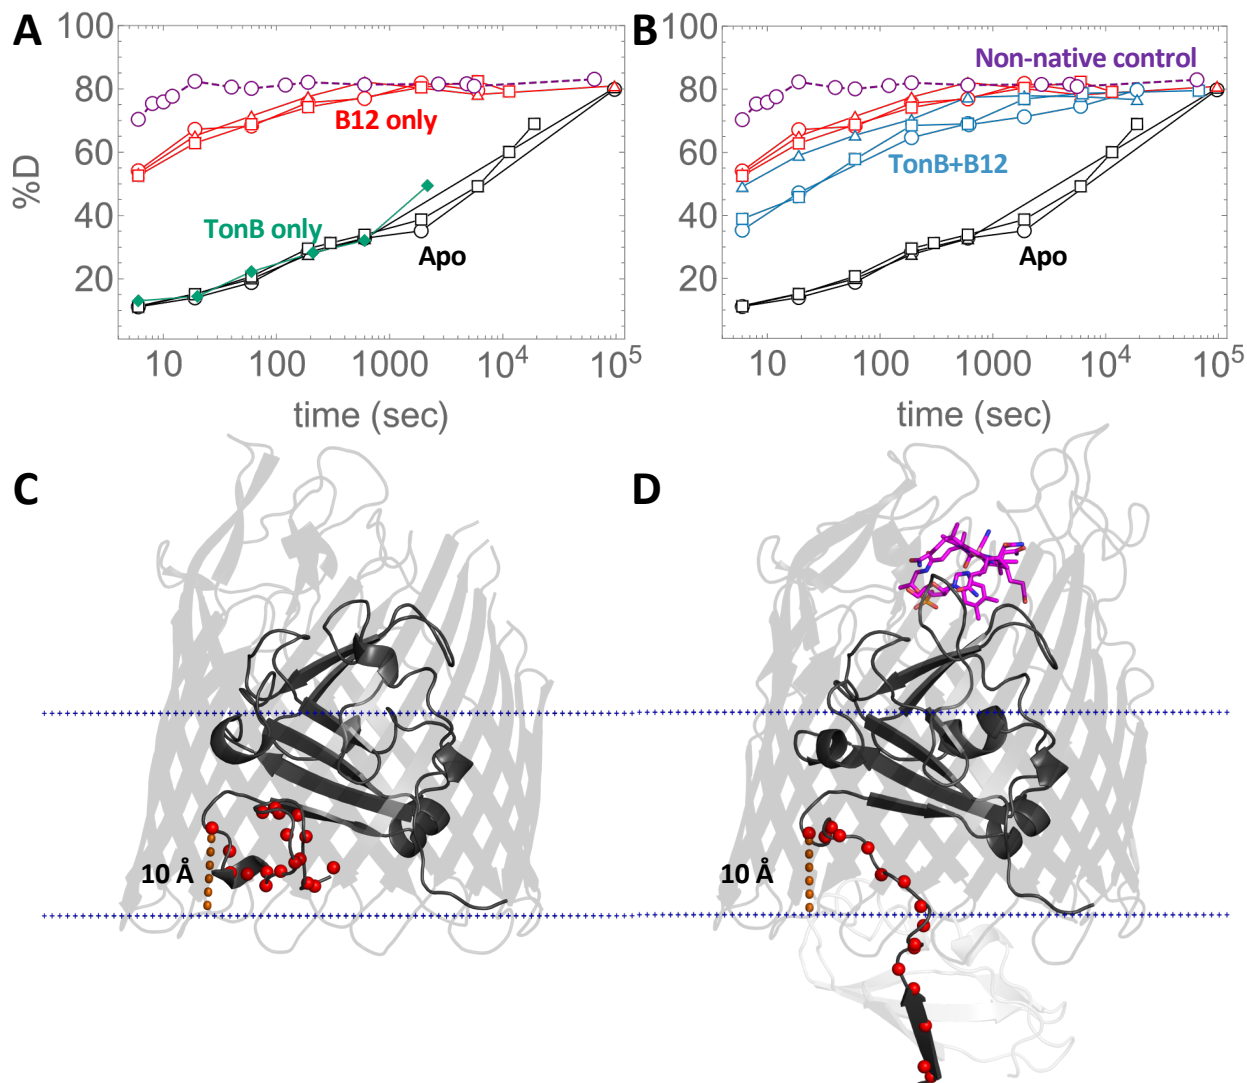 A
B
100
80
60
40
20
%D
B12 only
TonB only
Apo
10
100
1000
10⁴
10⁵
time (sec)
100
80
60
40
20
Non-native control
TonB+B12
Apo
10
100
1000
10⁴
10⁵
time (sec)
C
D
10 Å
10 Å